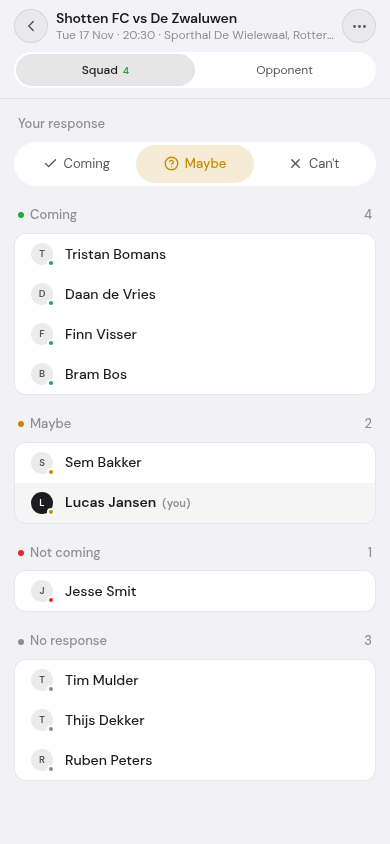 Shotten FC vs De Zwaluwen
Tue 17 Nov · 20:30 · Sporthal De Wielewaal, Rotter...
Squad 4
Opponent
Your response
Coming
Maybe
Can't
Coming 4
T Tristan Bomans
D Daan de Vries
F Finn Visser
B Bram Bos
Maybe 2
S Sem Bakker
L Lucas Jansen (you)
Not coming 1
J Jesse Smit
No response 3
T Tim Mulder
T Thijs Dekker
R Ruben Peters